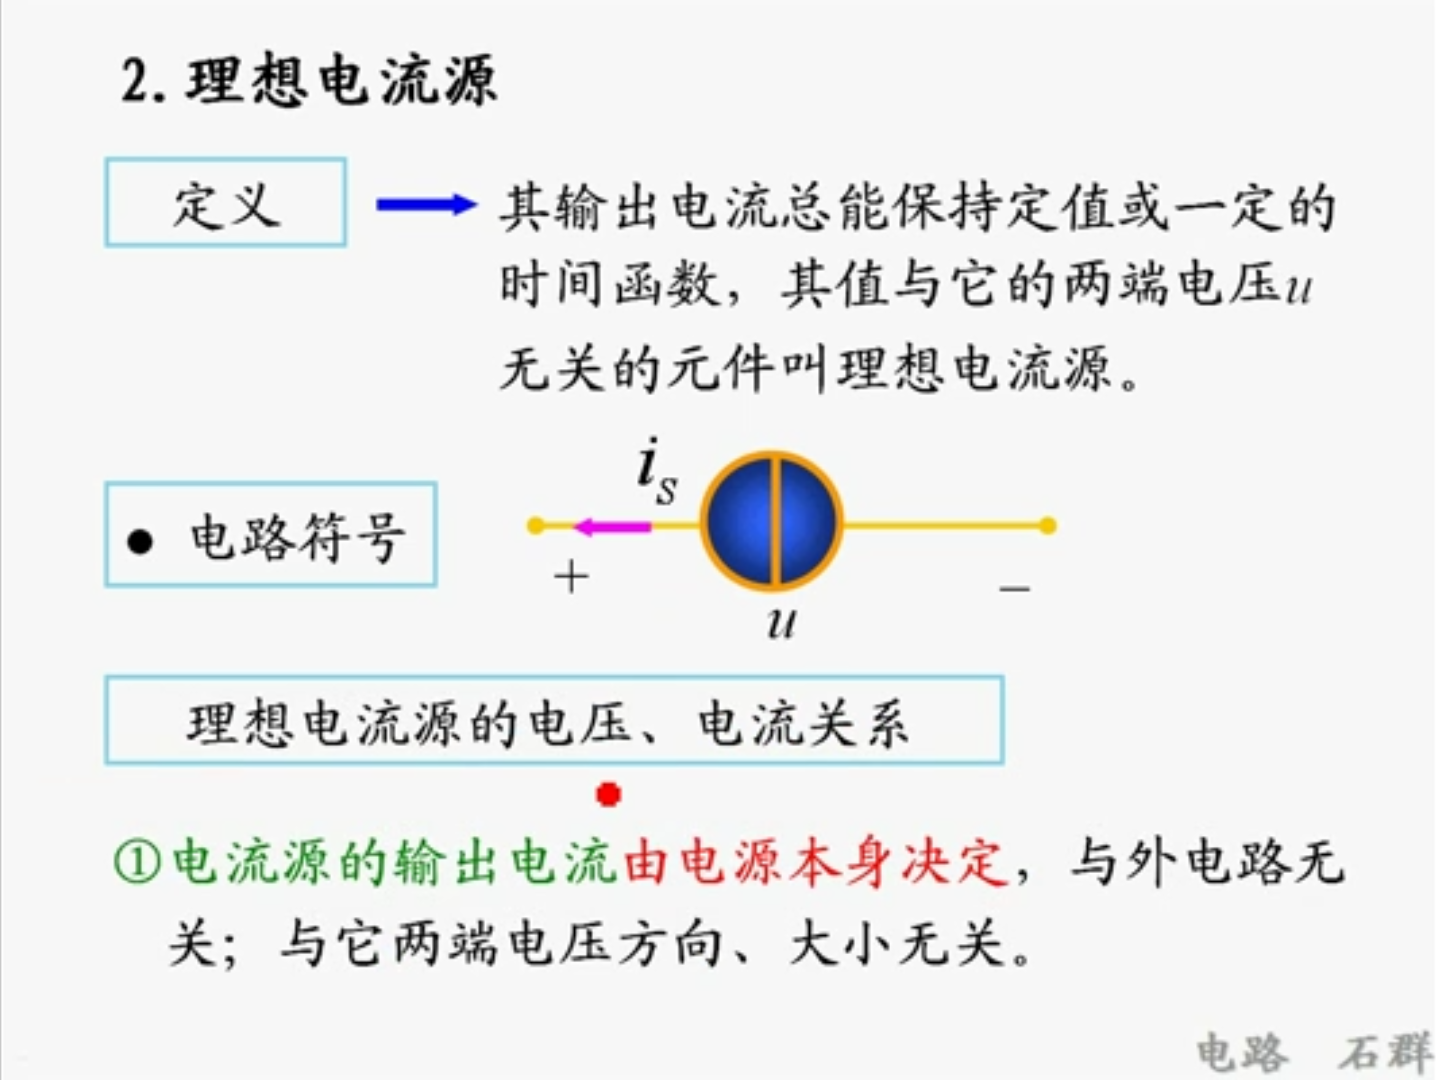 2. 理想电流源
定义
其输出电流总能保持定值或一定的
时间函数，其值与它的两端电压u
无关的元件叫理想电流源。
iS
● 电路符号
+
_
u
理想电流源的电压、电流关系
①电流源的输出电流由电源本身决定，与外电路无
关；与它两端电压方向、大小无关。
电路 石群